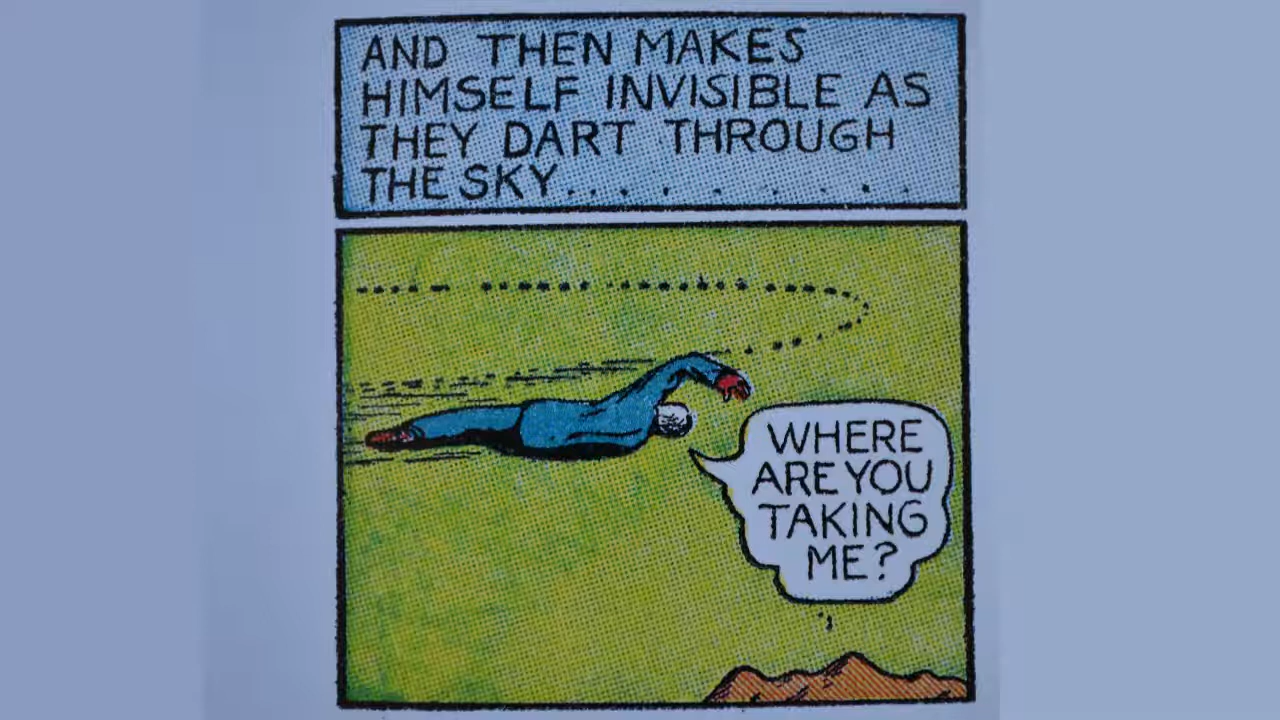 AND THEN MAKES
HIMSELF INVISIBLE AS
THEY DART THROUGH
THE SKY..........
WHERE
ARE YOU
TAKING
ME?